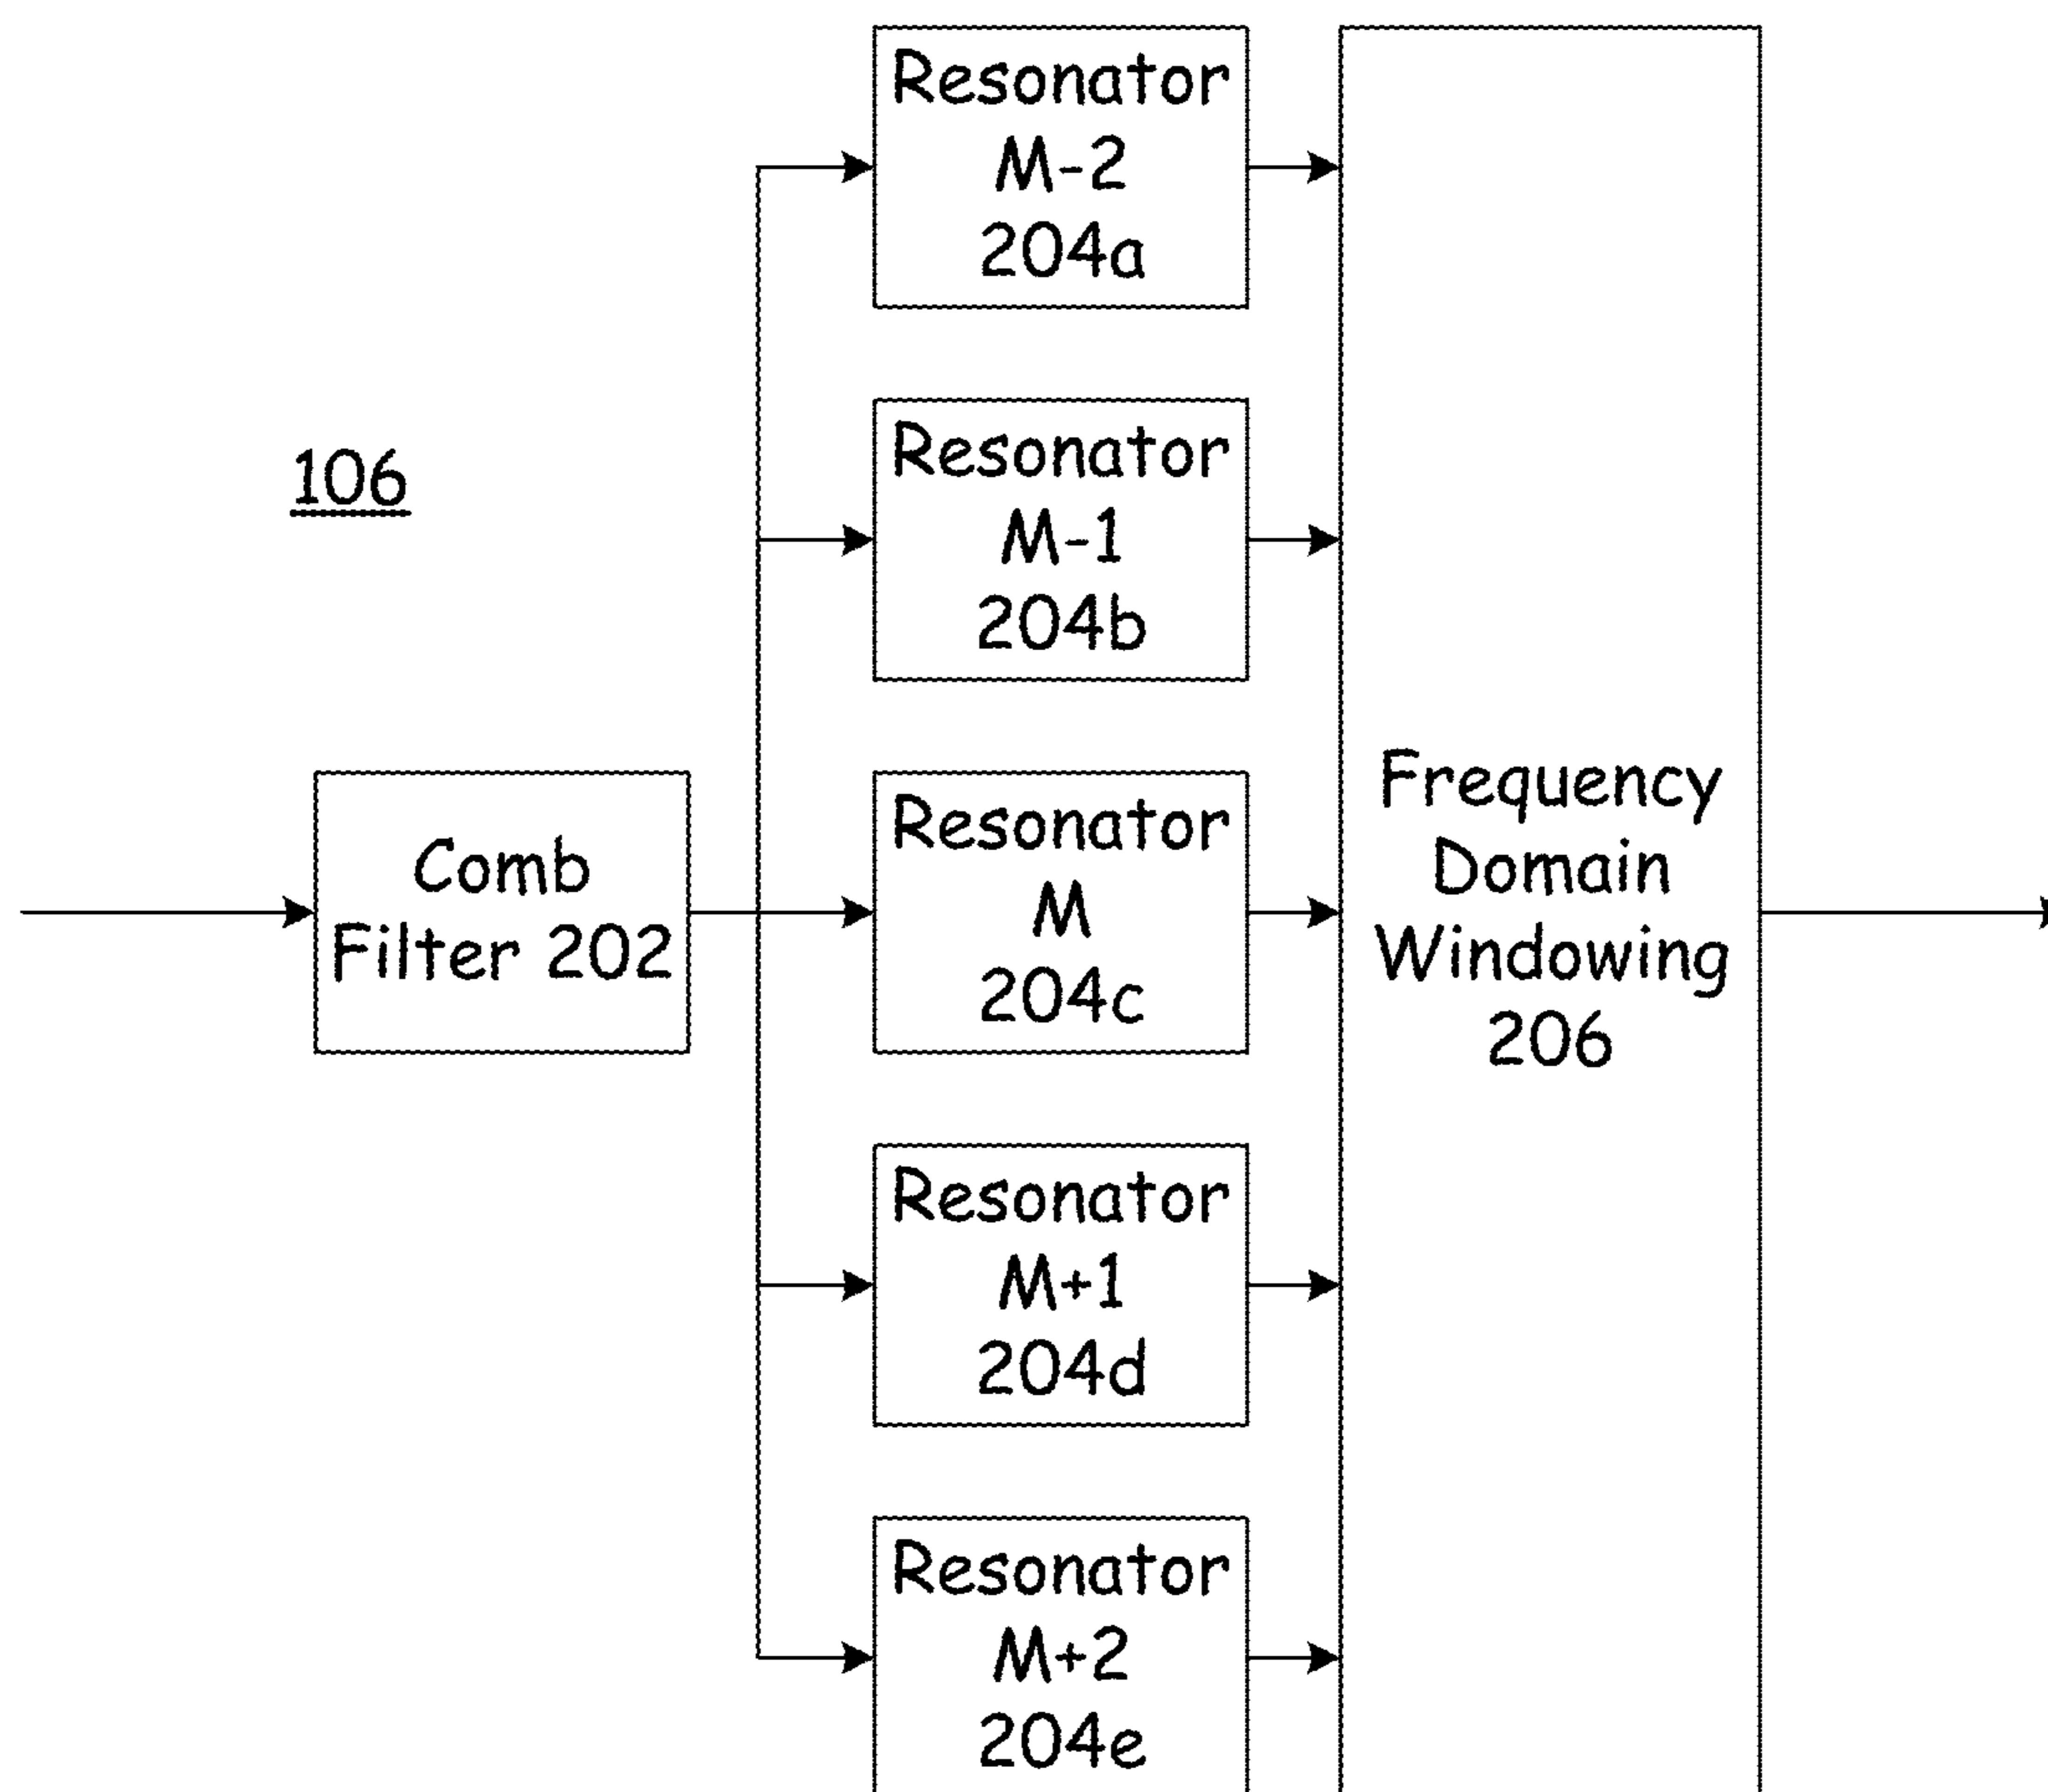 Resonator
M-2
204a
Resonator
M-1
204b
106
Comb
Filter 202
Resonator
M
204c
Frequency
Domain
Windowing
206
Resonator
M+1
204d
Resonator
M+2
204e